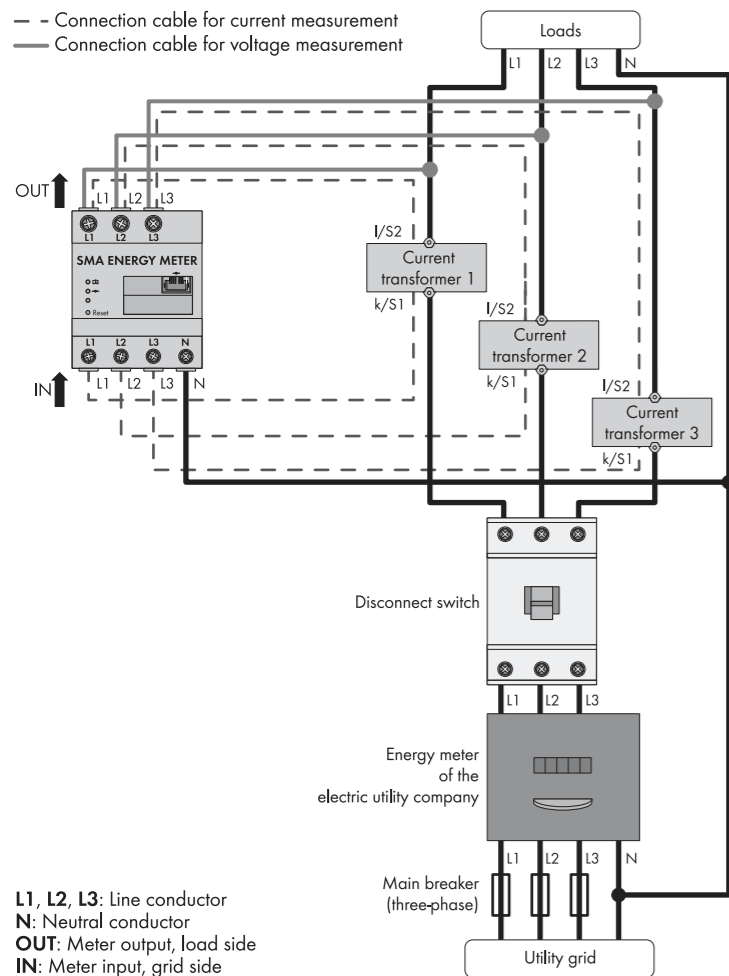 Connection cable for current measurement
Connection cable for voltage measurement
Loads
L1 L2 L3 N
OUT
L1 L2 L3
L1 L2 L3
SMA ENERGY METER
Reset
L1 L2 L3 N
IN
L1 L2 L3 N
l/S2
Current
transformer 1
k/S1
l/S2
Current
transformer 2
k/S1
l/S2
Current
transformer 3
k/S1
Disconnect switch
L1 L2 L3
Energy meter
of the
electric utility company
L1 L2 L3 N
Main breaker
(three-phase)
Utility grid
L1, L2, L3: Line conductor
N: Neutral conductor
OUT: Meter output, load side
IN: Meter input, grid side